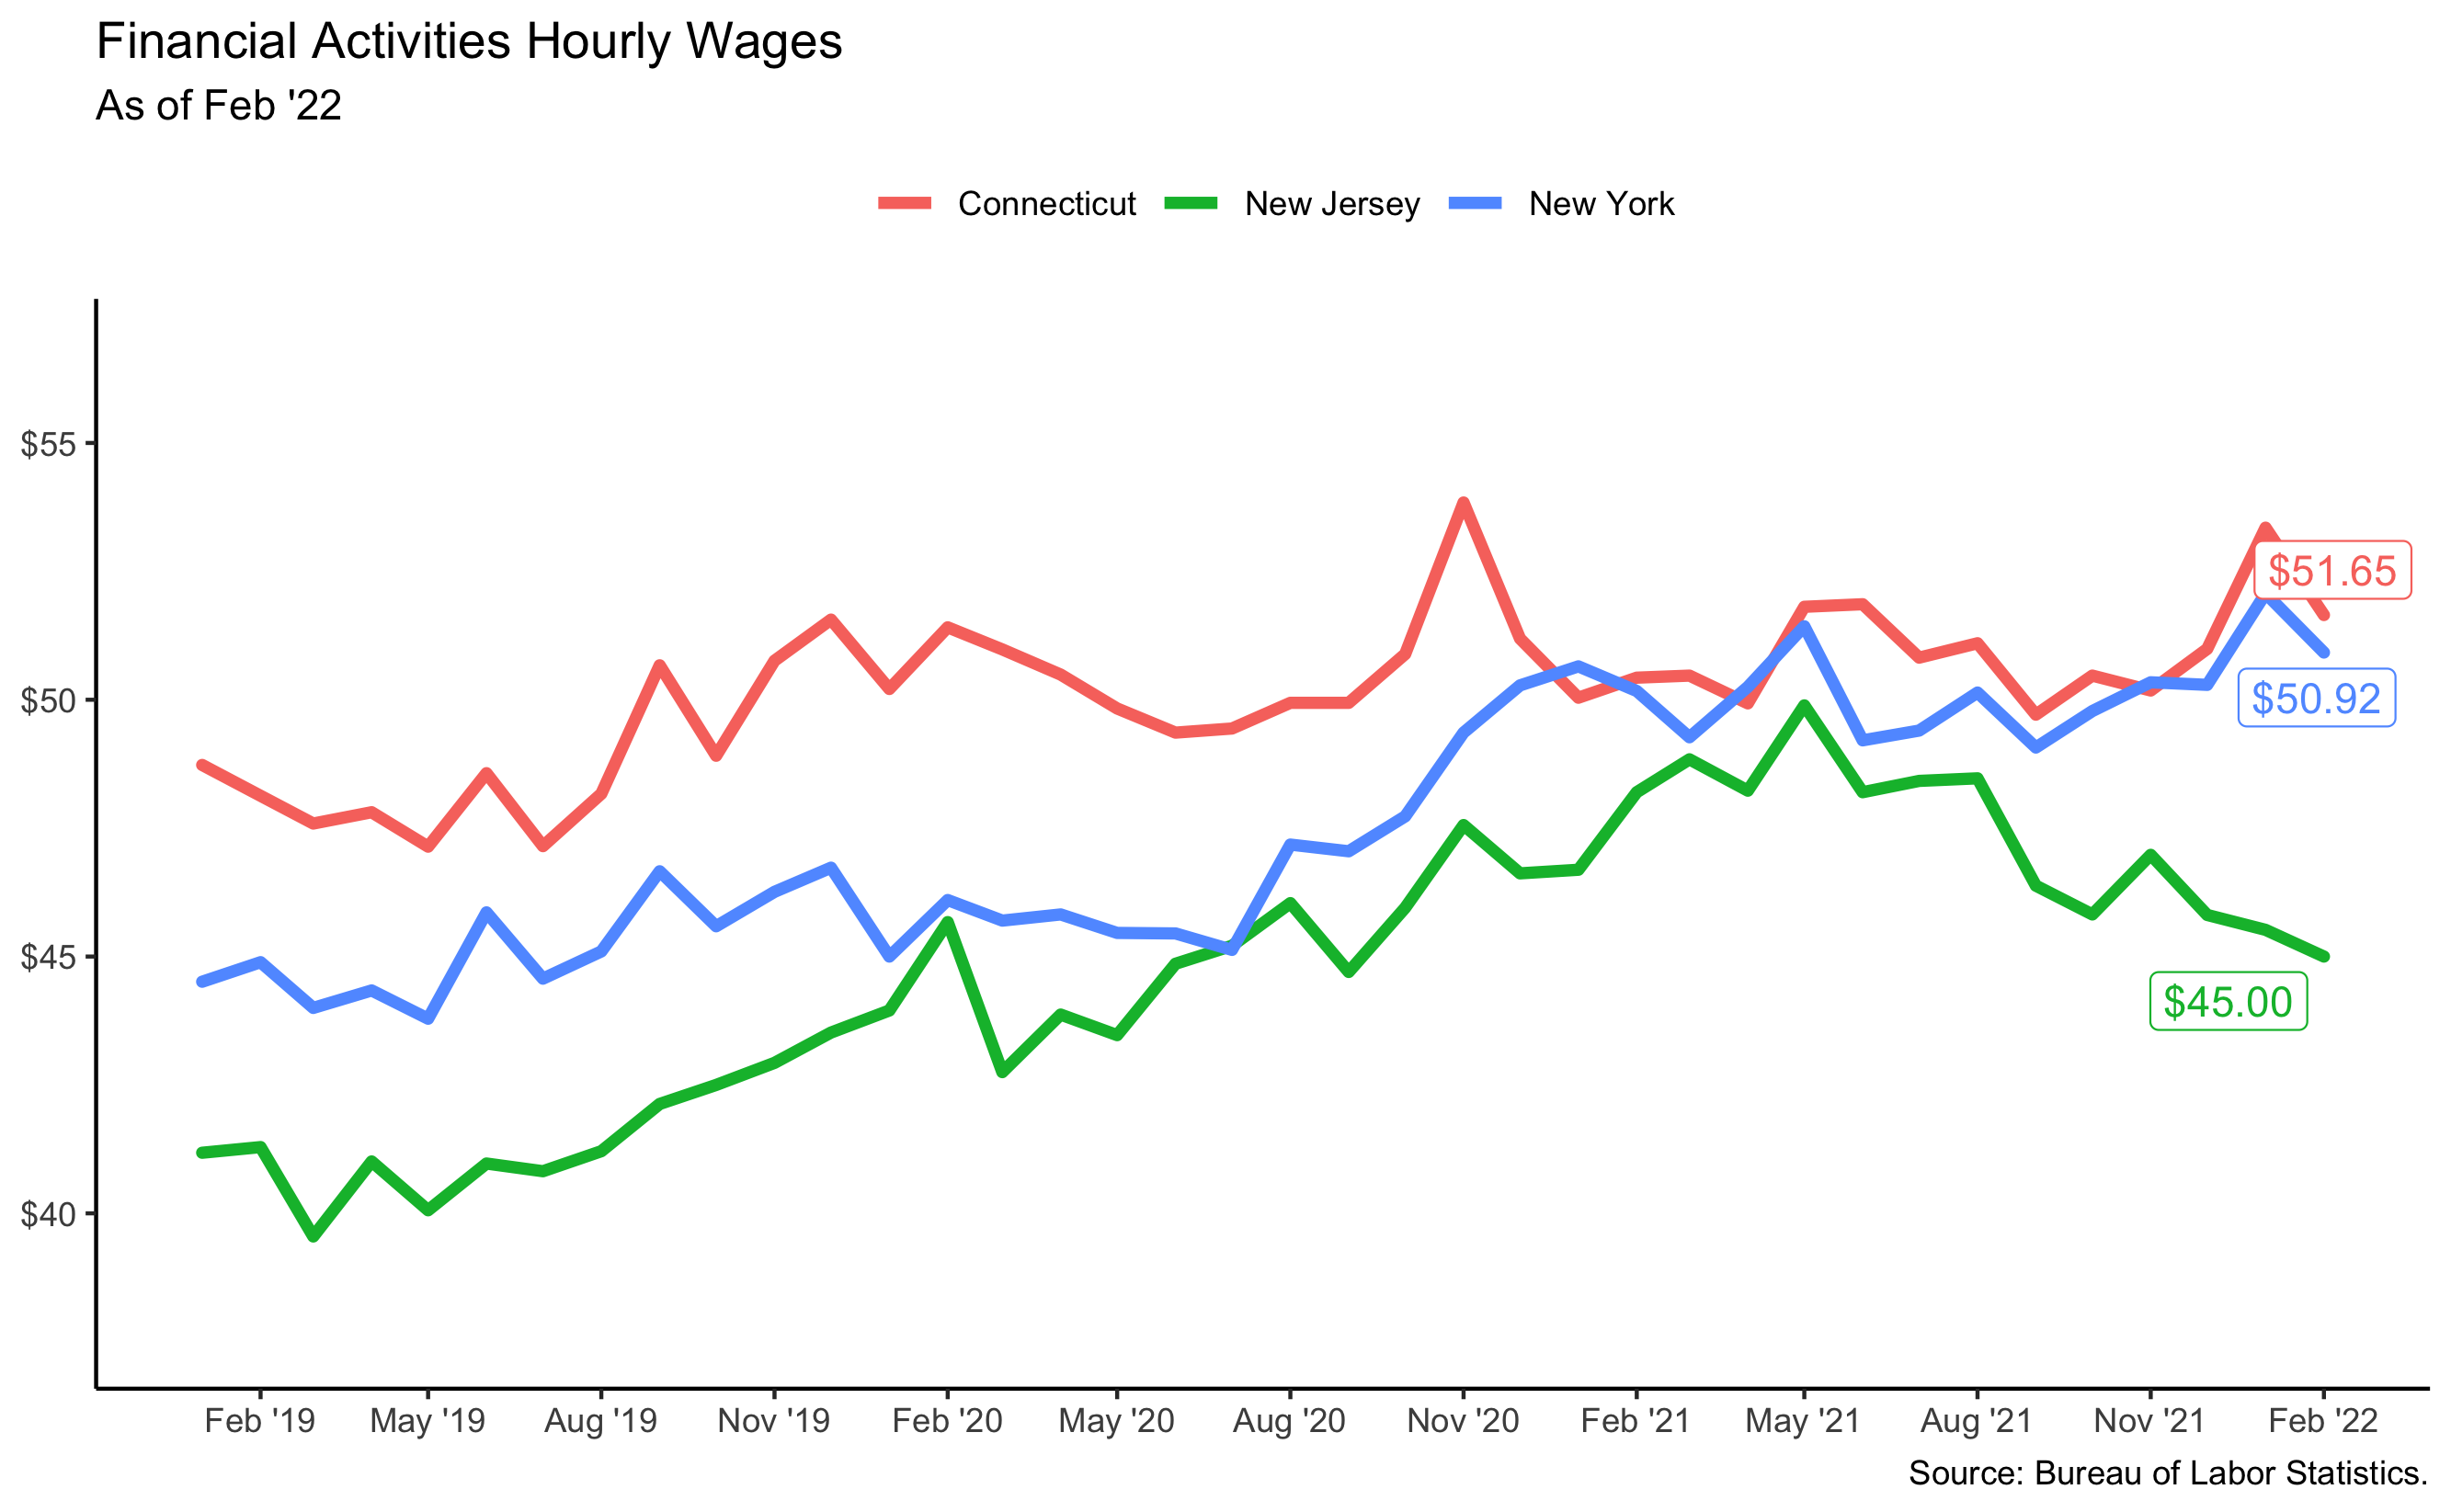 Financial Activities Hourly Wages
As of Feb '22
Connecticut New Jersey New York
$55
$50
$45
$40
$51.65
$50.92
$45.00
Feb '19 May '19 Aug '19 Nov '19 Feb '20 May '20 Aug '20 Nov '20 Feb '21 May '21 Aug '21 Nov '21 Feb '22
Source: Bureau of Labor Statistics.